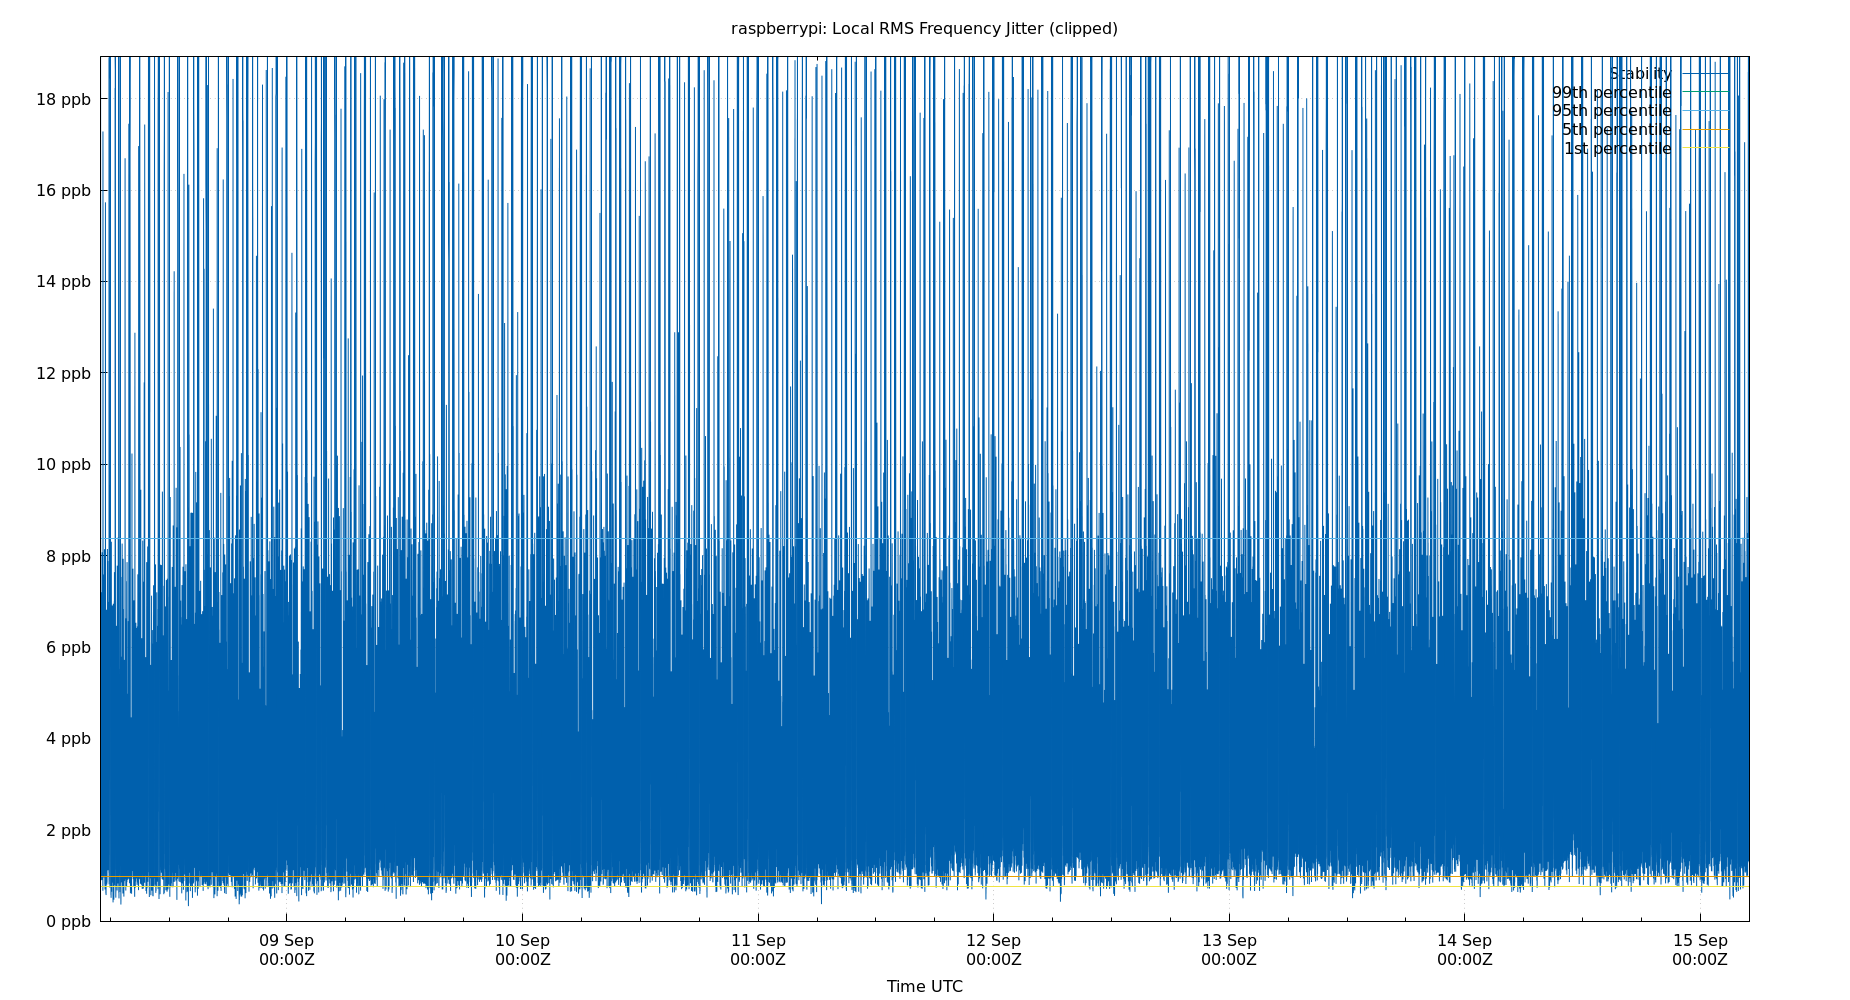 raspberrypi: Local RMS Frequency Jitter (clipped)
Stability
99th percentile
95th percentile
5th percentile
1st percentile
18 ppb
16 ppb
14 ppb
12 ppb
10 ppb
8 ppb
6 ppb
4 ppb
2 ppb
0 ppb
09 Sep 10 Sep 11 Sep 12 Sep 13 Sep 14 Sep 15 Sep
00:00Z 00:00Z 00:00Z 00:00Z 00:00Z 00:00Z 00:00Z
Time UTC